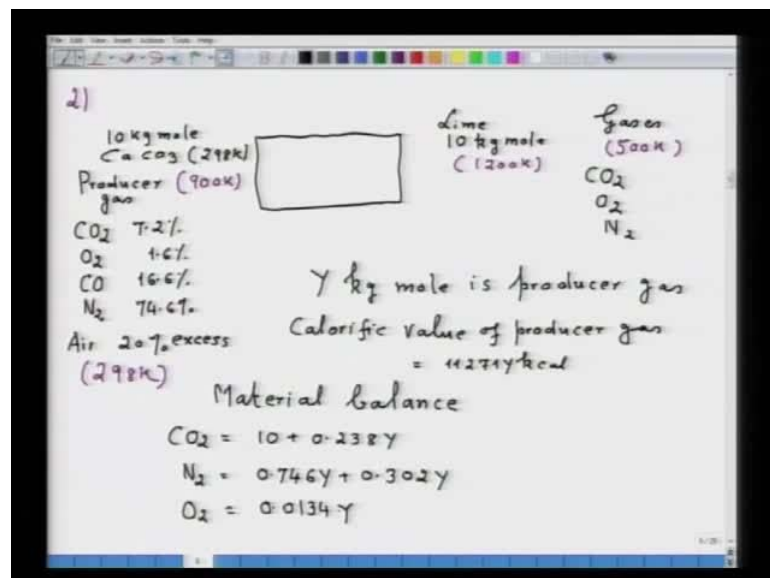 2)
10 kg mole
CaCO3 (298K)
Producer (900K)
gas
CO2 7.2%
O2 1.6%
CO 16.6%
N2 74.6%
Air 20% excess
(298K)
Lime
10 kg mole
(1200K)
Gases
(500K)
CO2
O2
N2
Y kg mole is producer gas
Calorific value of producer gas
= 11271Y kcal
Material balance
CO2 = 10 + 0.238Y
N2 = 0.746Y + 0.302Y
O2 = 0.0134Y